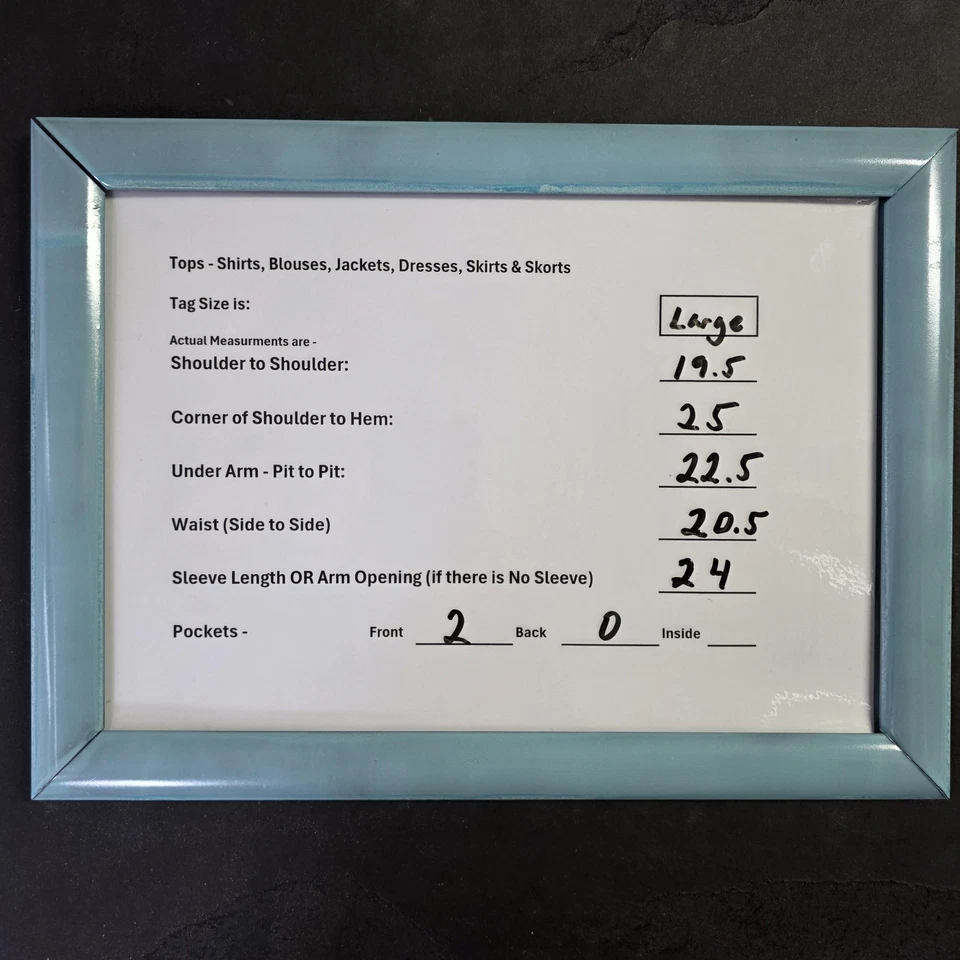 Tops - Shirts, Blouses, Jackets, Dresses, Skirts & Skorts
Tag Size is: Large
Actual Measurments are -
Shoulder to Shoulder: 19.5
Corner of Shoulder to Hem: 25
Under Arm - Pit to Pit: 22.5
Waist (Side to Side) 20.5
Sleeve Length OR Arm Opening (if there is No Sleeve) 24
Pockets - Front 2 Back 0 Inside